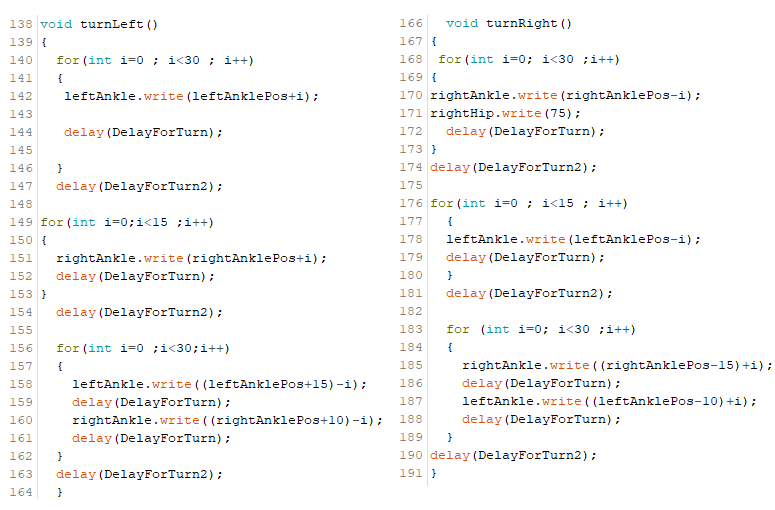 138 void turnLeft()
139 {
140 for(int i=0 ; i<30 ; i++)
141 {
142 leftAnkle.write(leftAnklePos+i);
143
144 delay(DelayForTurn);
145
146 }
147 delay(DelayForTurn2);
148
149 for(int i=0;i<15 ;i++)
150 {
151 rightAnkle.write(rightAnklePos+i);
152 delay(DelayForTurn);
153 }
154 delay(DelayForTurn2);
155
156 for(int i=0 ;i<30;i++)
157 {
158 leftAnkle.write((leftAnklePos+15)-i);
159 delay(DelayForTurn);
160 rightAnkle.write((rightAnklePos+10)-i);
161 delay(DelayForTurn);
162 }
163 delay(DelayForTurn2);
164 }
166 void turnRight()
167 {
168 for(int i=0; i<30 ;i++)
169 {
170 rightAnkle.write(rightAnklePos-i);
171 rightHip.write(75);
172 delay(DelayForTurn);
173 }
174 delay(DelayForTurn2);
175
176 for(int i=0 ; i<15 ; i++)
177 {
178 leftAnkle.write(leftAnklePos-i);
179 delay(DelayForTurn);
180 }
181 delay(DelayForTurn2);
182
183 for (int i=0; i<30 ;i++)
184 {
185 rightAnkle.write((rightAnklePos-15)+i);
186 delay(DelayForTurn);
187 leftAnkle.write((leftAnklePos-10)+i);
188 delay(DelayForTurn);
189 }
190 delay(DelayForTurn2);
191 }